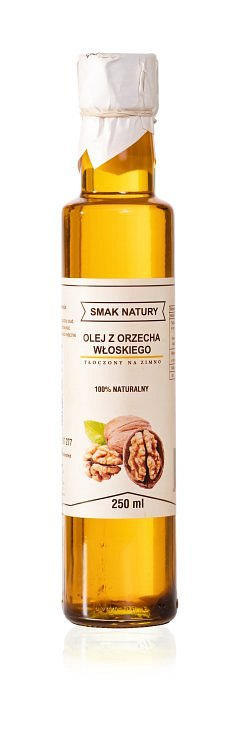 SMAK NATURY
OLEJ Z ORZECHA
WŁOSKIEGO
TŁOCZONY NA ZIMNO
100% NATURALNY
250 ml